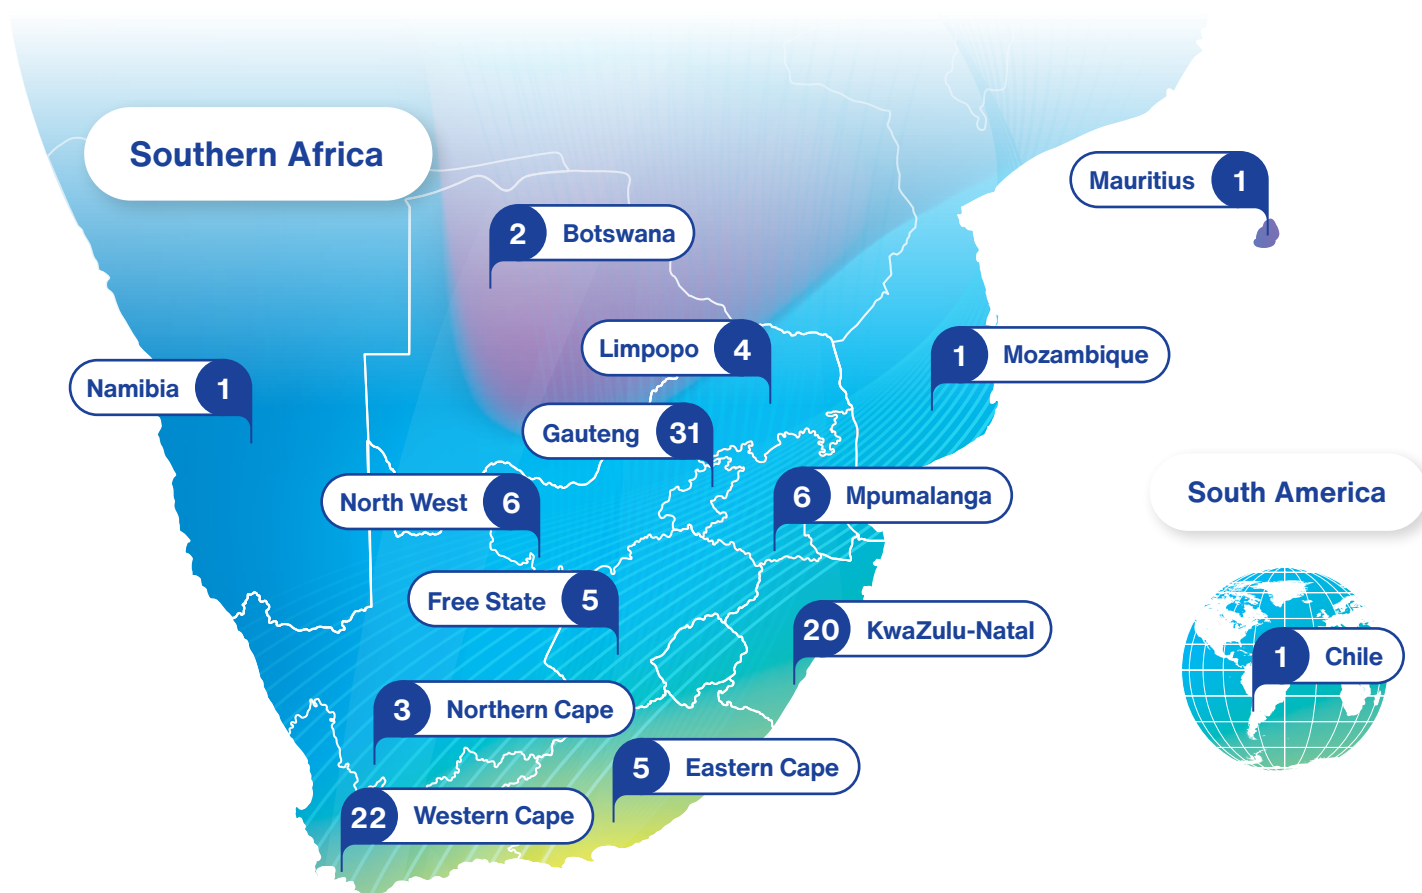 Southern Africa
Mauritius 1
2 Botswana
Limpopo 4
1 Mozambique
Namibia 1
Gauteng 31
North West 6
6 Mpumalanga
South America
Free State 5
20 KwaZulu-Natal
1 Chile
3 Northern Cape
5 Eastern Cape
22 Western Cape